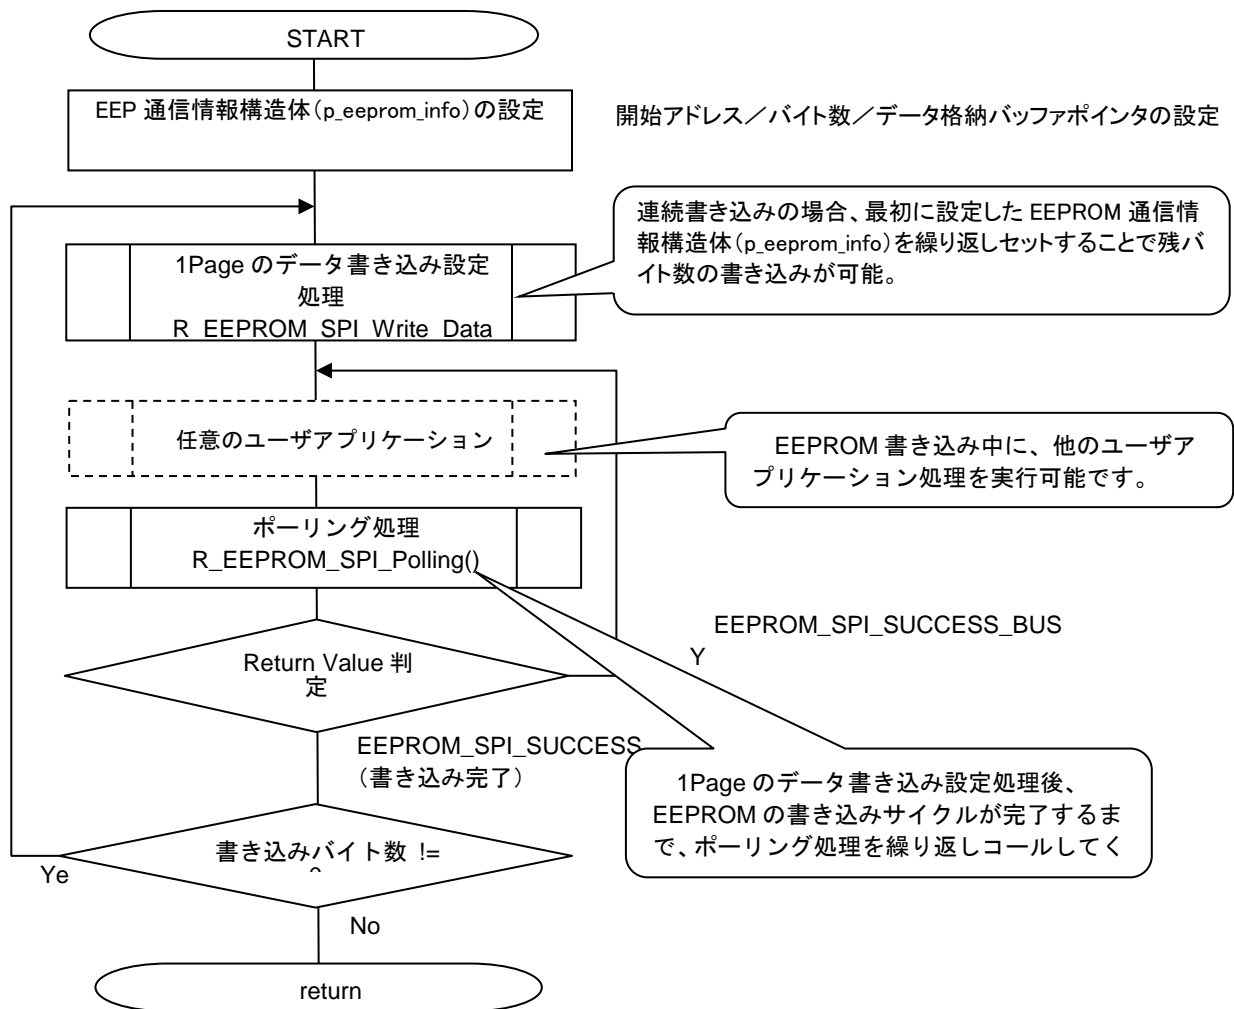 START
EEP 通信情報構造体(p_eeprom_info)の設定
開始アドレス／バイト数／データ格納バッファポインタの設定
連続書き込みの場合、最初に設定した EEPROM 通信情
報構造体(p_eeprom_info)を繰り返しセットすることで残バ
イト数の書き込みが可能。
1Page のデータ書き込み設定
処理
R_EEPROM_SPI_Write_Data
任意のユーザアプリケーション
EEPROM 書き込み中に、他のユーザア
プリケーション処理を実行可能です。
ポーリング処理
R_EEPROM_SPI_Polling()
EEPROM_SPI_SUCCESS_BUS
Y
Return Value 判
定
EEPROM_SPI_SUCCESS
（書き込み完了）
1Page のデータ書き込み設定処理後、
EEPROM の書き込みサイクルが完了するま
で、ポーリング処理を繰り返しコールしてく
書き込みバイト数 !=
Ye
No
return